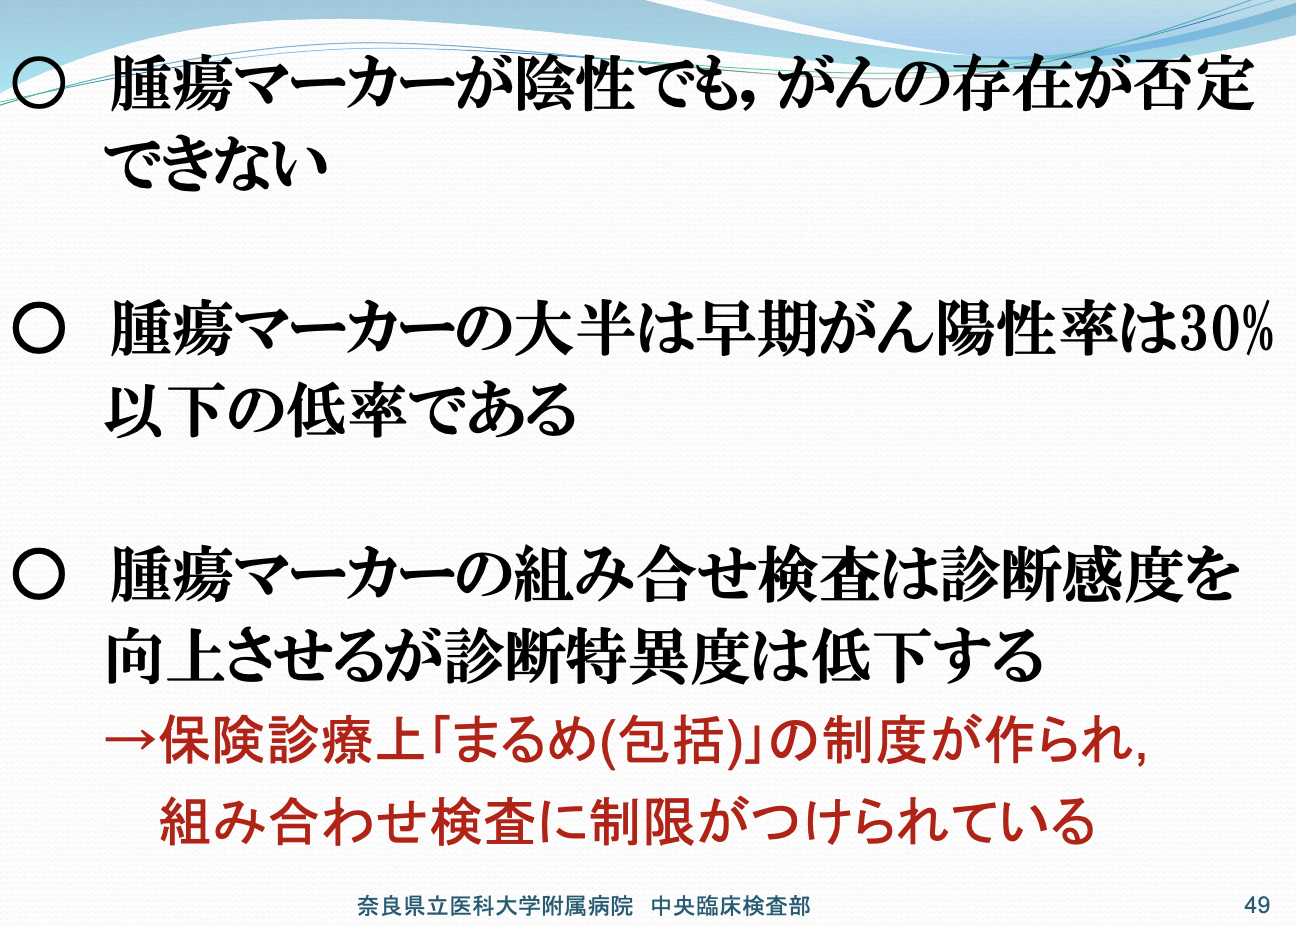 ○ 腫瘍マーカーが陰性でも，がんの存在が否定
できない
○ 腫瘍マーカーの大半は早期がん陽性率は30%
以下の低率である
○ 腫瘍マーカーの組み合せ検査は診断感度を
向上させるが診断特異度は低下する
→保険診療上「まるめ(包括)」の制度が作られ，
組み合わせ検査に制限がつけられている
奈良県立医科大学附属病院 中央臨床検査部
49